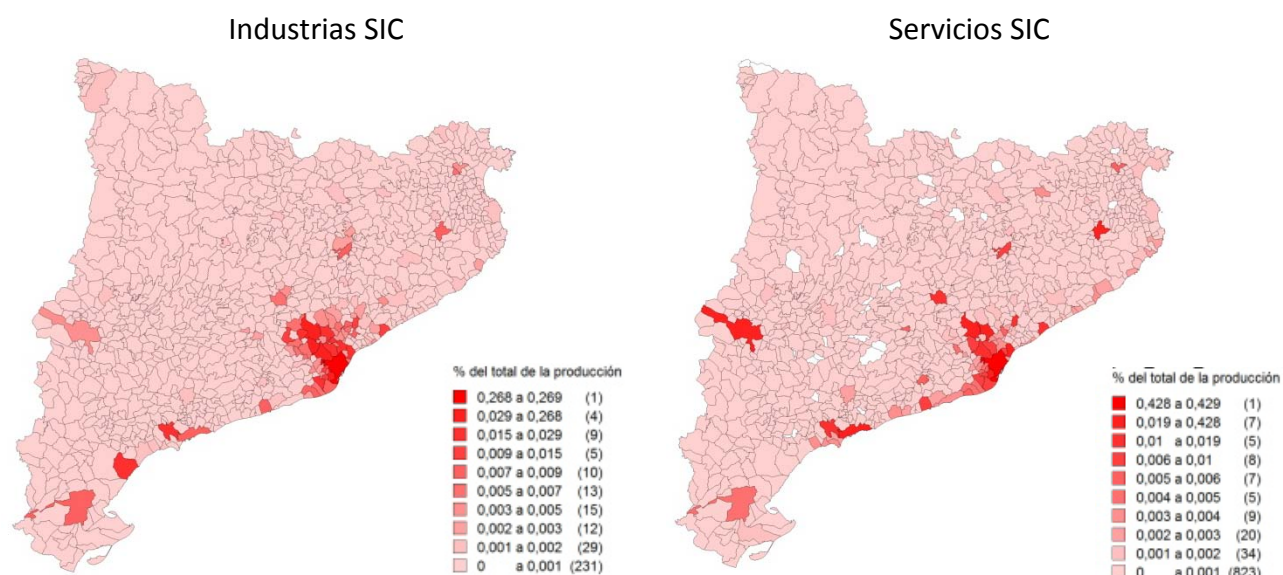 Industrias SIC
% del total de la producción
0,268 a 0,269 (1)
0,029 a 0,268 (4)
0,015 a 0,029 (9)
0,009 a 0,015 (5)
0,007 a 0,009 (10)
0,005 a 0,007 (13)
0,003 a 0,005 (15)
0,002 a 0,003 (12)
0,001 a 0,002 (29)
0 a 0,001 (231)
Servicios SIC
% del total de la producción
0,428 a 0,429 (1)
0,019 a 0,428 (7)
0,01 a 0,019 (5)
0,006 a 0,01 (8)
0,005 a 0,006 (7)
0,004 a 0,005 (5)
0,003 a 0,004 (9)
0,002 a 0,003 (20)
0,001 a 0,002 (34)
0 a 0,001 (823)